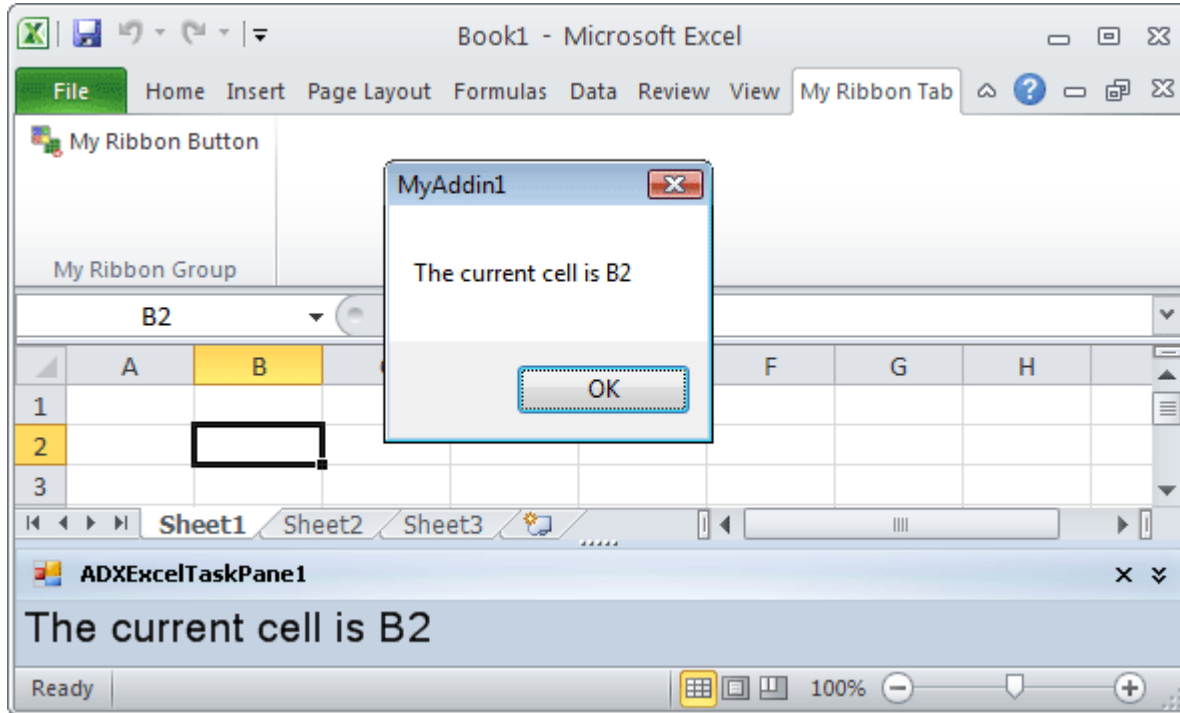 Book1 - Microsoft Excel
File Home Insert Page Layout Formulas Data Review View My Ribbon Tab
My Ribbon Button
MyAddin1
The current cell is B2
My Ribbon Group
B2
OK
A B F G H
1
2
3
Sheet1 Sheet2 Sheet3
ADXExcelTaskPane1
The current cell is B2
Ready 100%